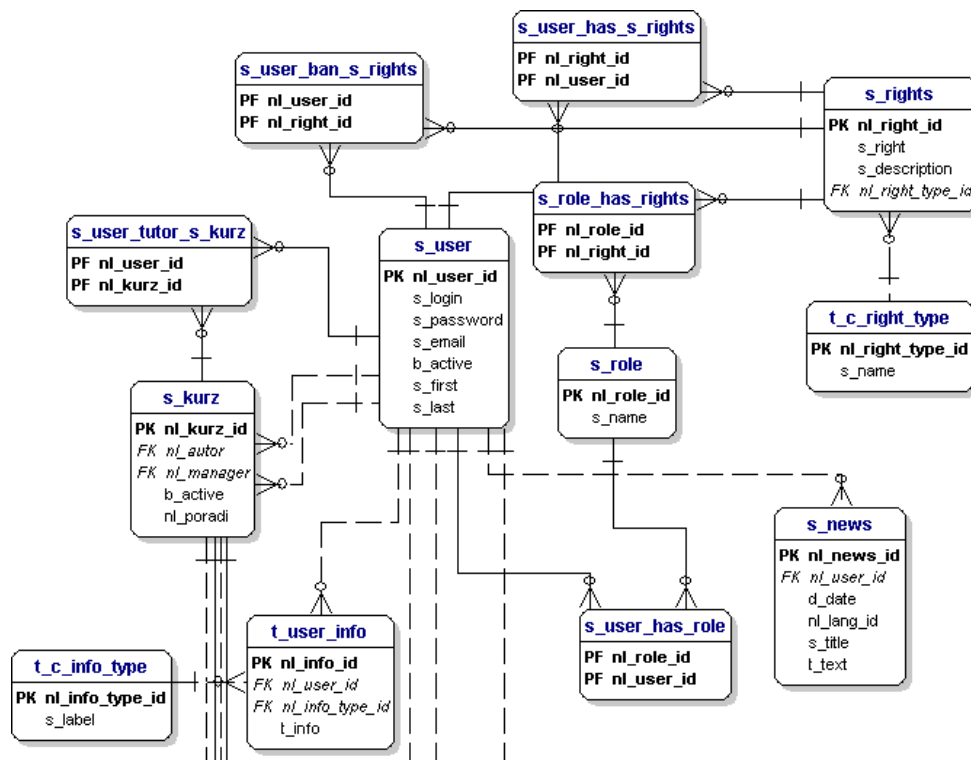 s_user_has_s_rights
PF nl_right_id
PF nl_user_id
s_user_ban_s_rights
PF nl_user_id
PF nl_right_id
s_rights
PK nl_right_id
s_right
s_description
FK nl_right_type_id
s_role_has_rights
PF nl_role_id
PF nl_right_id
s_user_tutor_s_kurz
PF nl_user_id
PF nl_kurz_id
s_user
PK nl_user_id
s_login
s_password
s_email
b_active
s_first
s_last
t_c_right_type
PK nl_right_type_id
s_name
s_role
PK nl_role_id
s_name
s_kurz
PK nl_kurz_id
FK nl_autor
FK nl_manager
b_active
nl_poradi
s_news
PK nl_news_id
FK nl_user_id
d_date
nl_lang_id
s_title
t_text
t_user_info
PK nl_info_id
FK nl_user_id
FK nl_info_type_id
t_info
s_user_has_role
PF nl_role_id
PF nl_user_id
t_c_info_type
PK nl_info_type_id
s_label